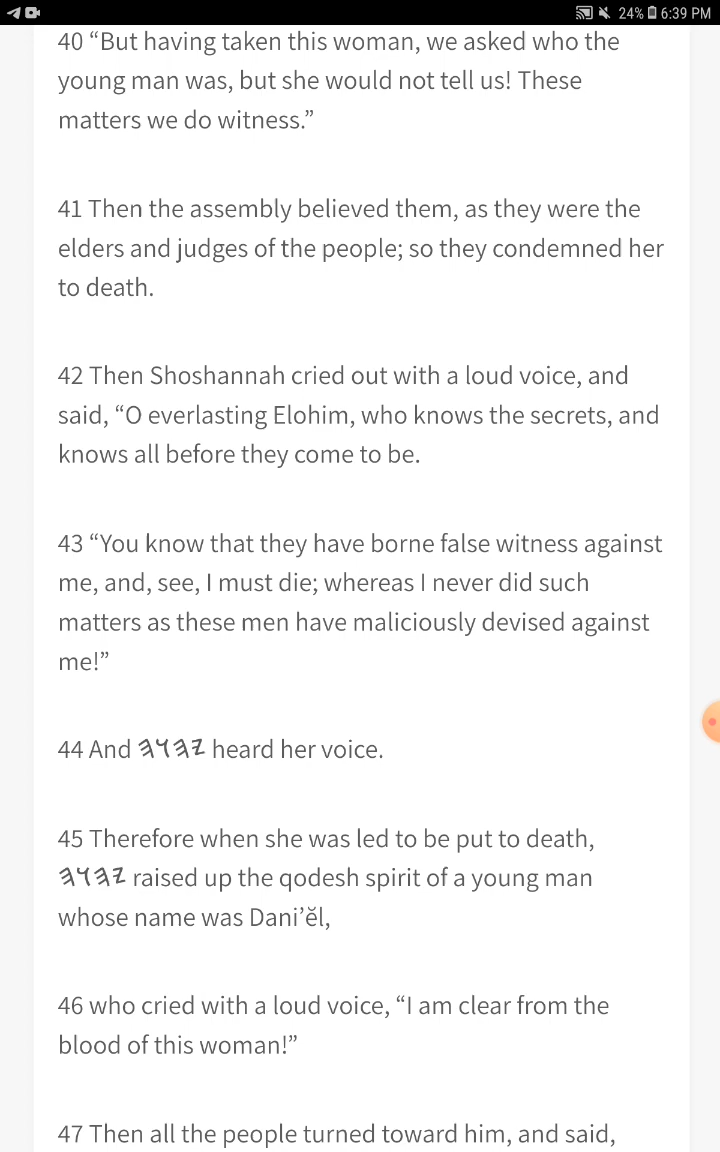 24% 6:39 PM
40 “But having taken this woman, we asked who the
young man was, but she would not tell us! These
matters we do witness.”
41 Then the assembly believed them, as they were the
elders and judges of the people; so they condemned her
to death.
42 Then Shoshannah cried out with a loud voice, and
said, “O everlasting Elohim, who knows the secrets, and
knows all before they come to be.
43 “You know that they have borne false witness against
me, and, see, I must die; whereas I never did such
matters as these men have maliciously devised against
me!”
44 And 𐤉𐤄𐤅𐤄 heard her voice.
45 Therefore when she was led to be put to death,
𐤉𐤄𐤅𐤄 raised up the qodesh spirit of a young man
whose name was Dani’ĕl,
46 who cried with a loud voice, “I am clear from the
blood of this woman!”
47 Then all the people turned toward him, and said,